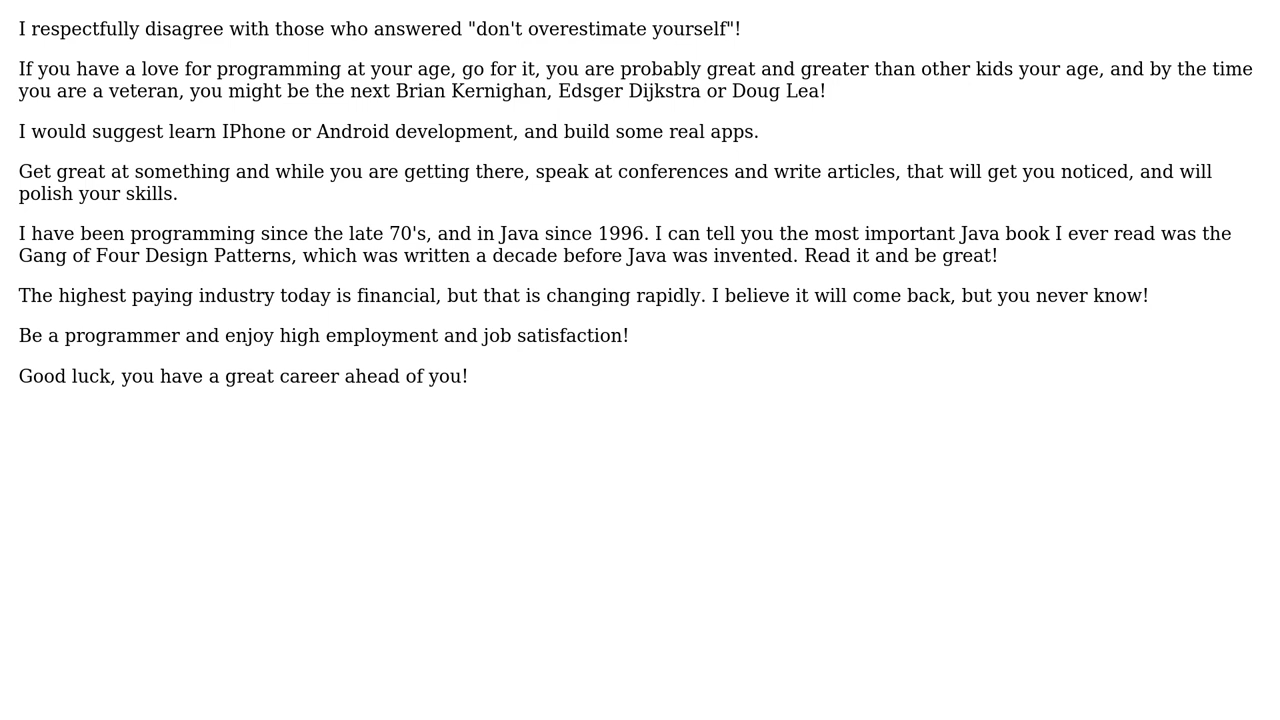 I respectfully disagree with those who answered "don't overestimate yourself"!
If you have a love for programming at your age, go for it, you are probably great and greater than other kids your age, and by the time
you are a veteran, you might be the next Brian Kernighan, Edsger Dijkstra or Doug Lea!
I would suggest learn IPhone or Android development, and build some real apps.
Get great at something and while you are getting there, speak at conferences and write articles, that will get you noticed, and will
polish your skills.
I have been programming since the late 70's, and in Java since 1996. I can tell you the most important Java book I ever read was the
Gang of Four Design Patterns, which was written a decade before Java was invented. Read it and be great!
The highest paying industry today is financial, but that is changing rapidly. I believe it will come back, but you never know!
Be a programmer and enjoy high employment and job satisfaction!
Good luck, you have a great career ahead of you!